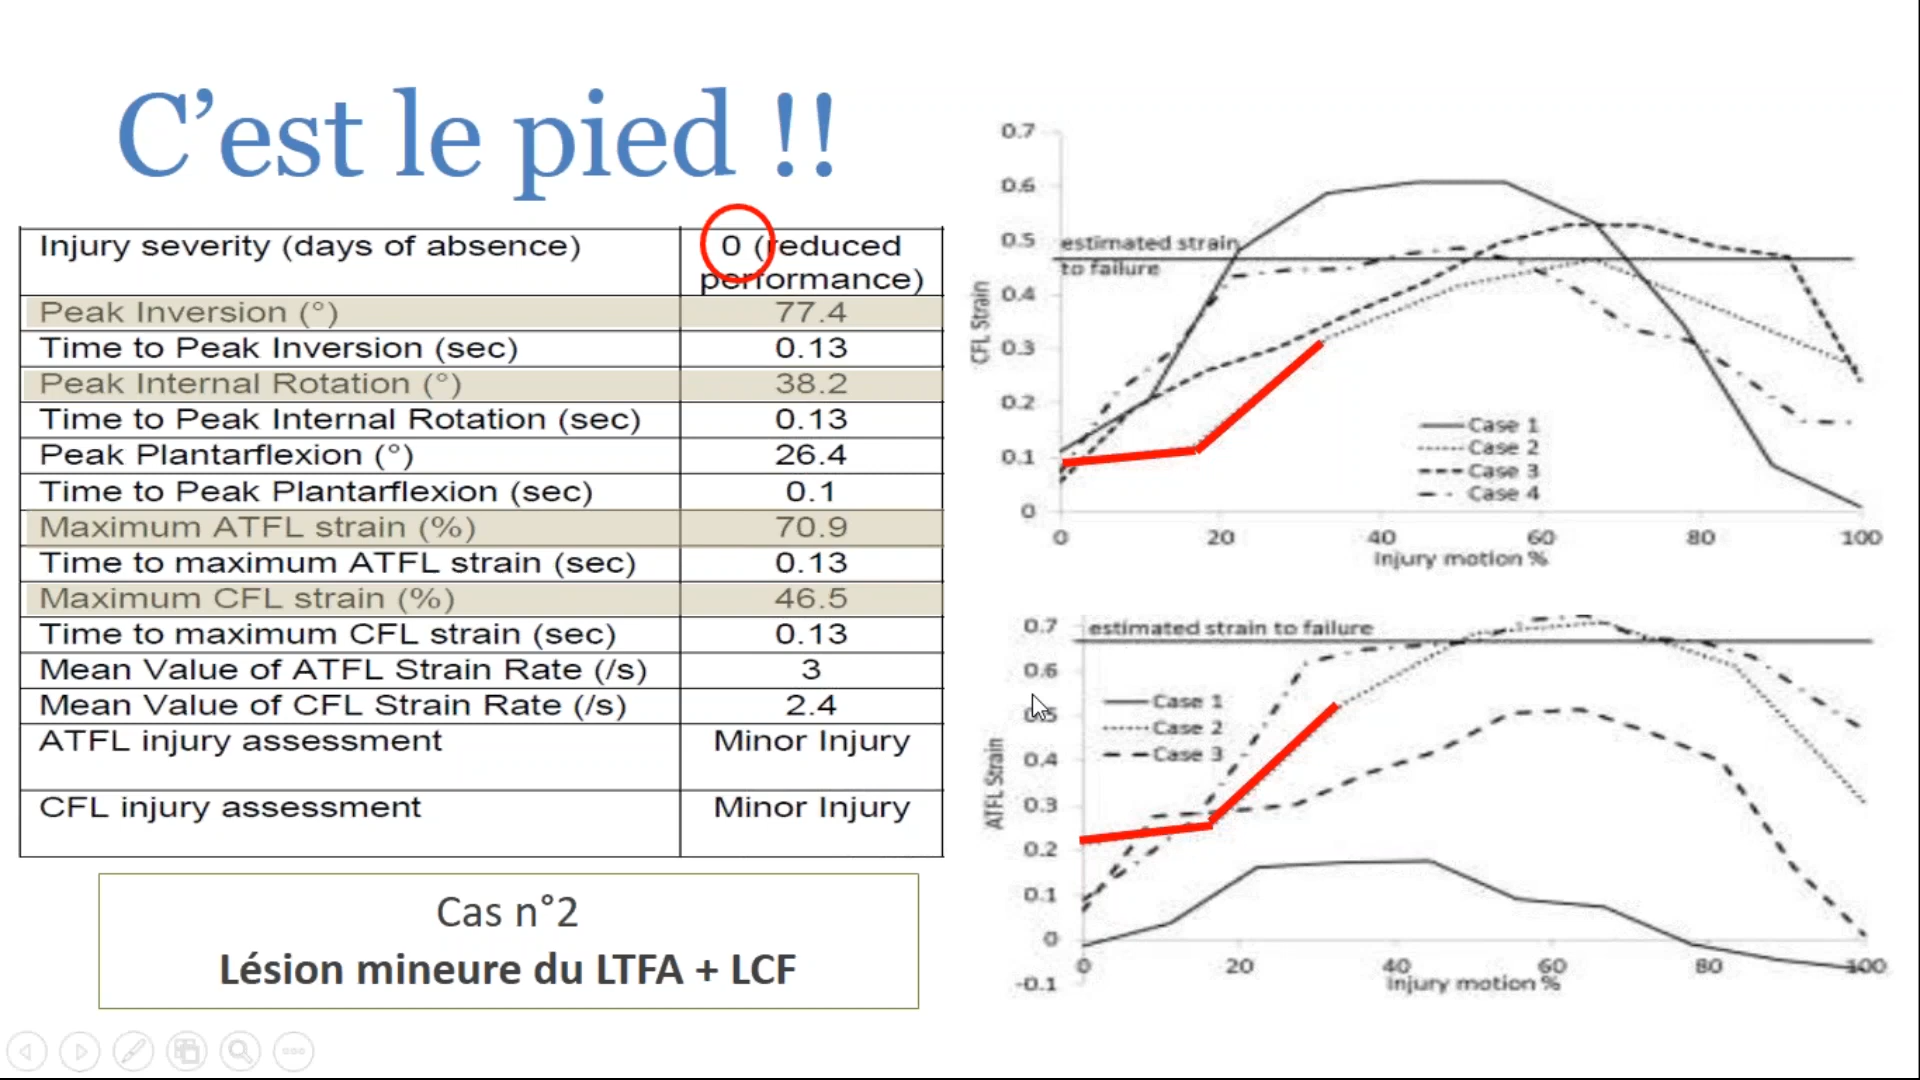 C’est le pied !!
Injury severity (days of absence) 0 (reduced
performance)
Peak Inversion (°) 77.4
Time to Peak Inversion (sec) 0.13
Peak Internal Rotation (°) 38.2
Time to Peak Internal Rotation (sec) 0.13
Peak Plantarflexion (°) 26.4
Time to Peak Plantarflexion (sec) 0.1
Maximum ATFL strain (%) 70.9
Time to maximum ATFL strain (sec) 0.13
Maximum CFL strain (%) 46.5
Time to maximum CFL strain (sec) 0.13
Mean Value of ATFL Strain Rate (/s) 3
Mean Value of CFL Strain Rate (/s) 2.4
ATFL injury assessment Minor Injury
CFL injury assessment Minor Injury
Cas n°2
Lésion mineure du LTFA + LCF
0.7
0.6
0.5
estimated strain
to failure
0.4
0.3
0.2
0.1
0
CFL Strain
Case 1
Case 2
Case 3
Case 4
0 20 40 60 80 100
Injury motion %
0.7
estimated strain to failure
0.6
0.5
0.4
0.3
0.2
0.1
0
-0.1
ATFL Strain
Case 1
Case 2
Case 3
0 20 40 60 80 100
Injury motion %